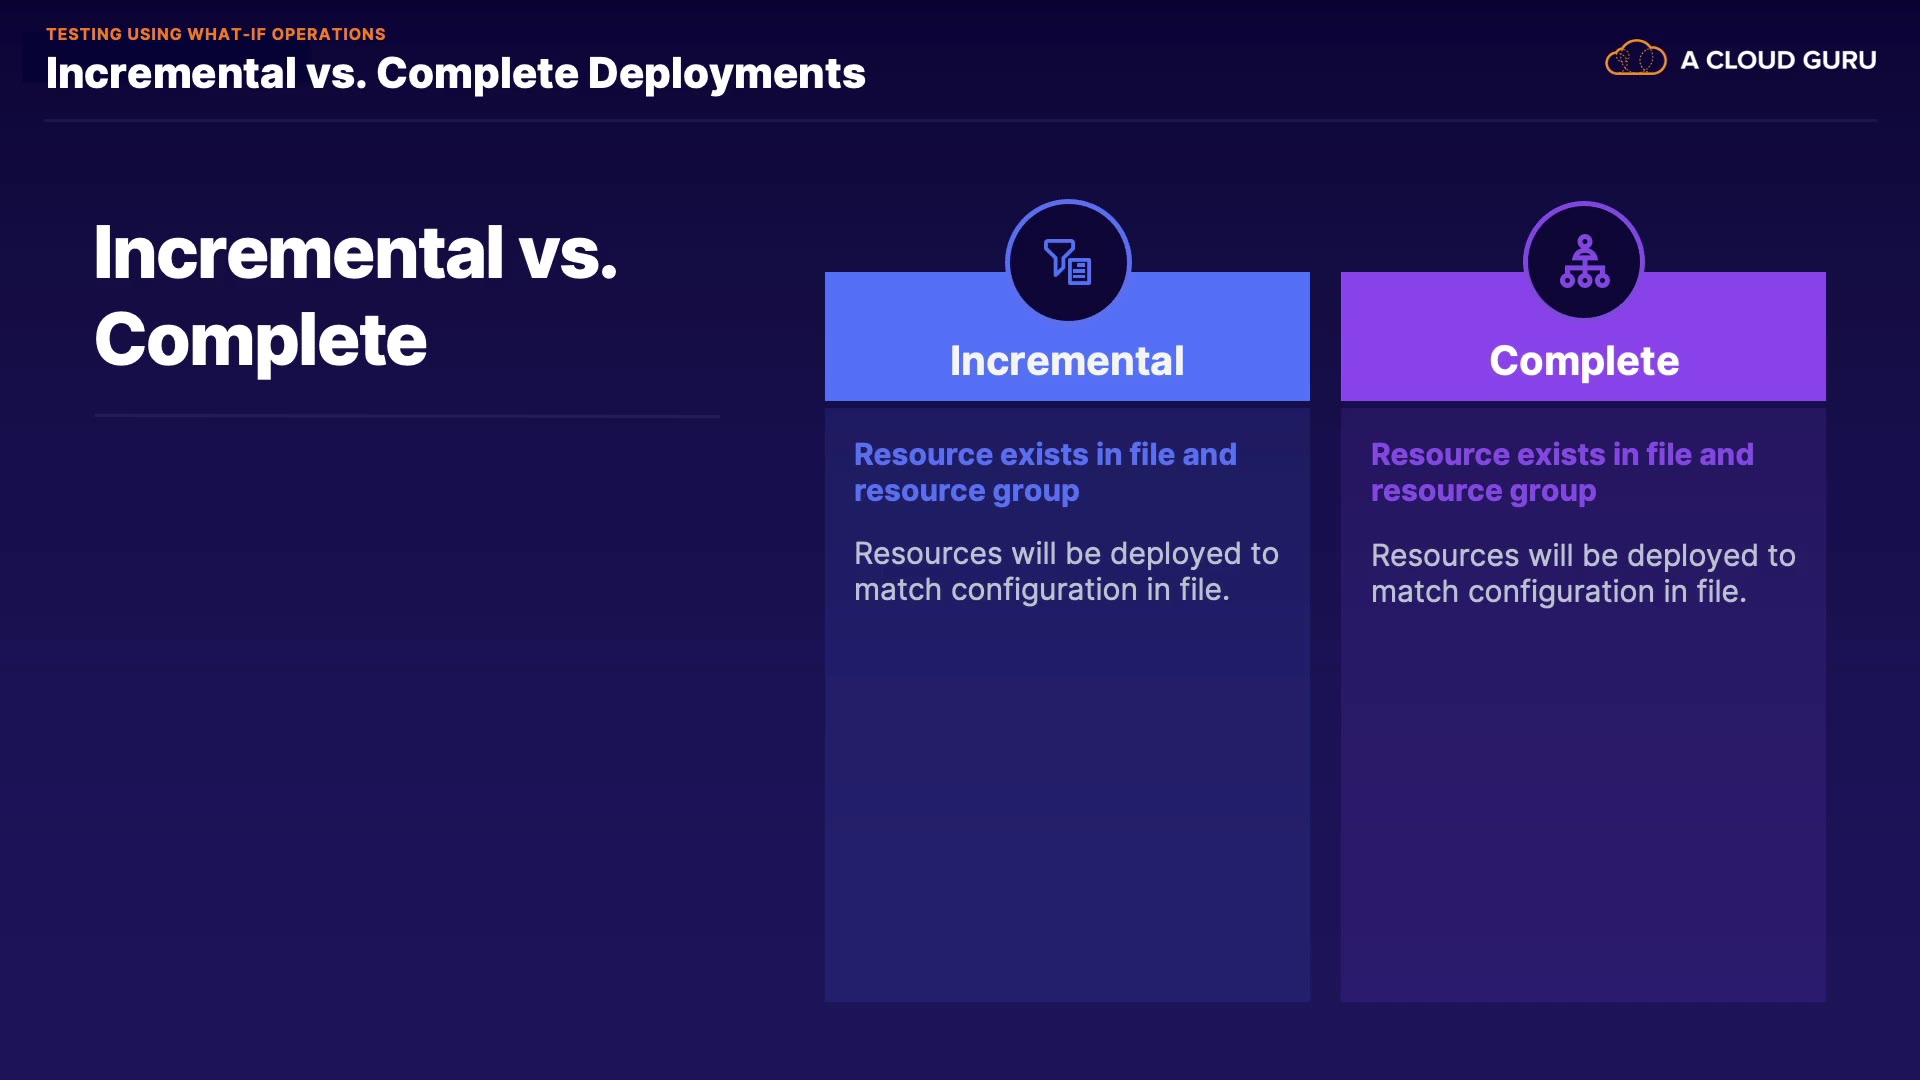 TESTING USING WHAT-IF OPERATIONS
Incremental vs. Complete Deployments
A CLOUD GURU
Incremental vs.
Complete
Incremental
Resource exists in file and
resource group
Resources will be deployed to
match configuration in file.
Complete
Resource exists in file and
resource group
Resources will be deployed to
match configuration in file.